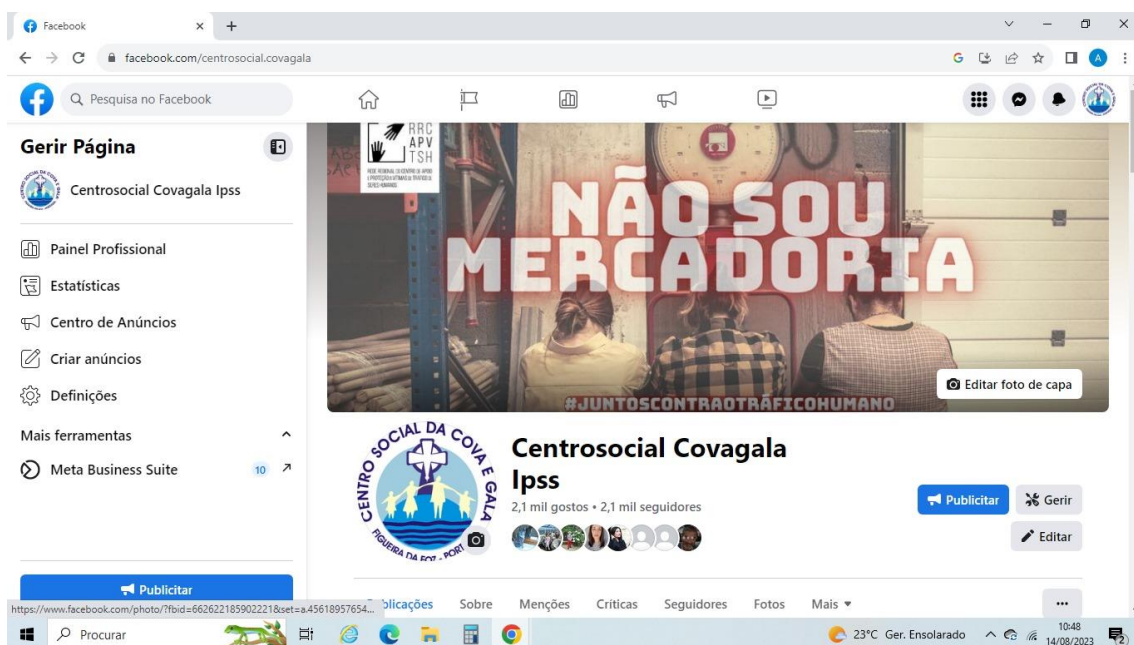 Facebook
facebook.com/centrosocial.covagala
Pesquisa no Facebook
Gerir Página
Centrosocial Covagala Ipss
Painel Profissional
Estatísticas
Centro de Anúncios
Criar anúncios
Definições
Mais ferramentas
Meta Business Suite 10
Publicitar
https://www.facebook.com/photo/?fbid=662622185902221&set=a.45618957654...
RRC
APV
TSH
NÃO SOU
MERCADORIA
#JUNTOSCONTRAOTRÁFICOHUMANO
Editar foto de capa
CENTRO SOCIAL DA COVA E GALA
FIGUEIRA DA FOZ - PORT
Centrosocial Covagala
Ipss
2,1 mil gostos • 2,1 mil seguidores
Publicitar Gerir
Editar
Publicações Sobre Menções Críticas Seguidores Fotos Mais
Procurar
23°C Ger. Ensolarado
10:48
14/08/2023
2